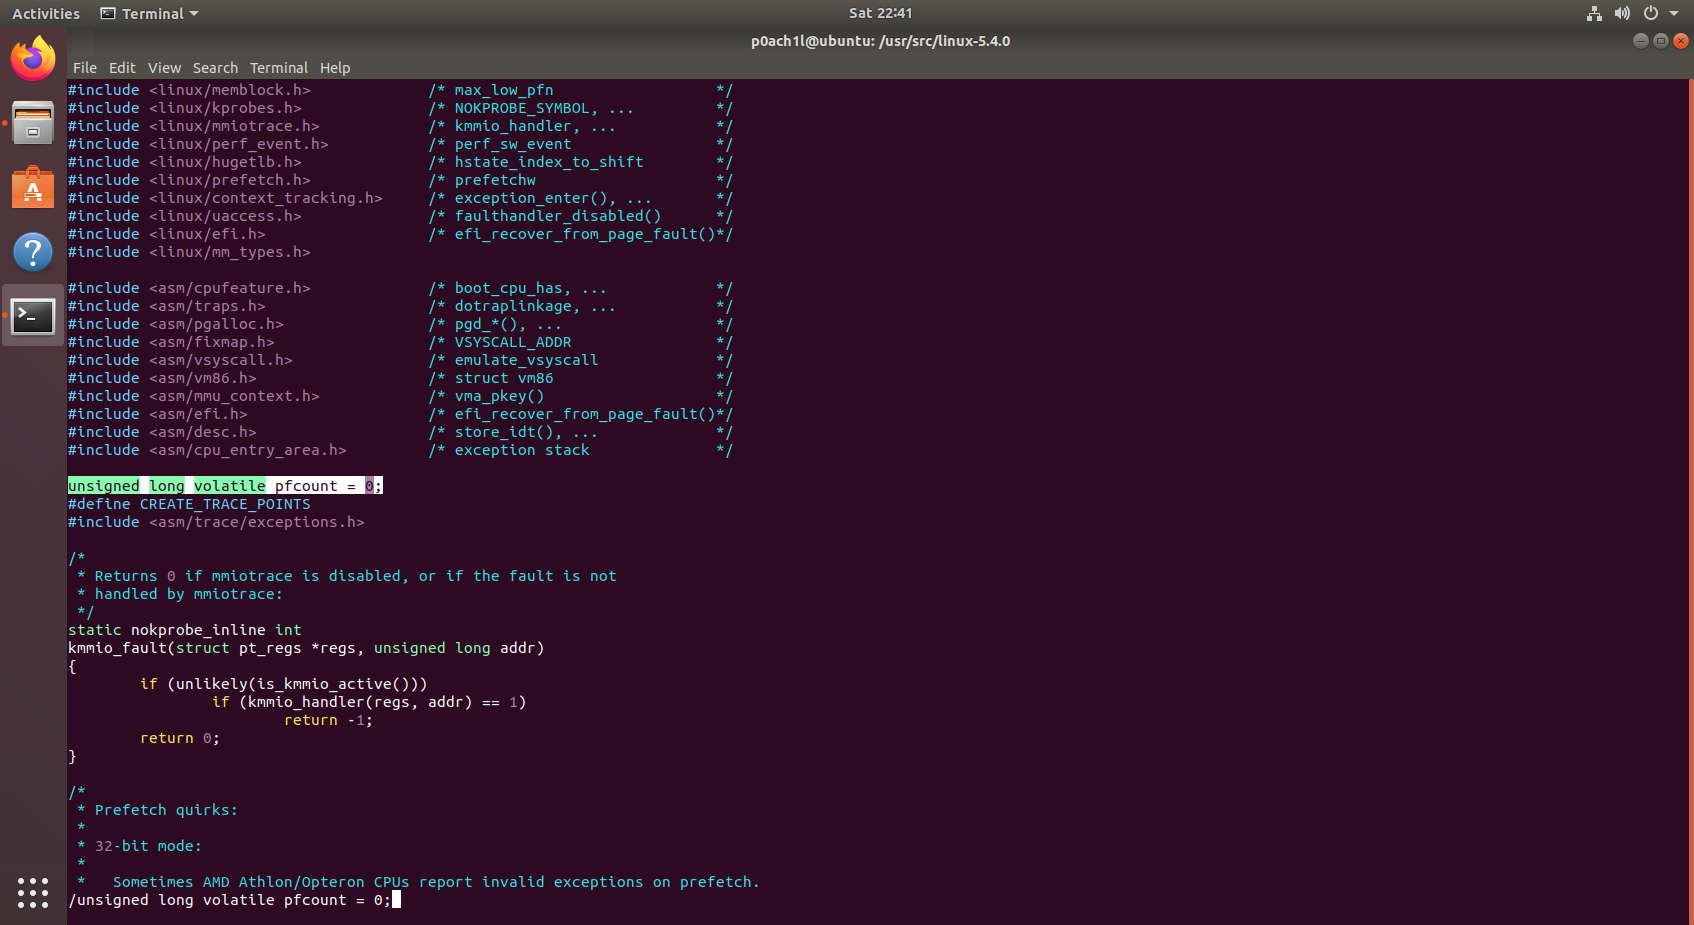 Activities Terminal Sat 22:41
p0ach1l@ubuntu: /usr/src/linux-5.4.0
File Edit View Search Terminal Help
#include <linux/memblock.h> /* max_low_pfn */
#include <linux/kprobes.h> /* NOKPROBE_SYMBOL, ... */
#include <linux/mmiotrace.h> /* kmmio_handler, ... */
#include <linux/perf_event.h> /* perf_sw_event */
#include <linux/hugetlb.h> /* hstate_index_to_shift */
#include <linux/prefetch.h> /* prefetchw */
#include <linux/context_tracking.h> /* exception_enter(), ... */
#include <linux/uaccess.h> /* faulthandler_disabled() */
#include <linux/efi.h> /* efi_recover_from_page_fault()*/
#include <linux/mm_types.h>
#include <asm/cpufeature.h> /* boot_cpu_has, ... */
#include <asm/traps.h> /* dotraplinkage, ... */
#include <asm/pgalloc.h> /* pgd_*(), ... */
#include <asm/fixmap.h> /* VSYSCALL_ADDR */
#include <asm/vsyscall.h> /* emulate_vsyscall */
#include <asm/vm86.h> /* struct vm86 */
#include <asm/mmu_context.h> /* vma_pkey() */
#include <asm/efi.h> /* efi_recover_from_page_fault()*/
#include <asm/desc.h> /* store_idt(), ... */
#include <asm/cpu_entry_area.h> /* exception stack */
unsigned long volatile pfcount = 0;
#define CREATE_TRACE_POINTS
#include <asm/trace/exceptions.h>
/*
 * Returns 0 if mmiotrace is disabled, or if the fault is not
 * handled by mmiotrace:
 */
static nokprobe_inline int
kmmio_fault(struct pt_regs *regs, unsigned long addr)
{
        if (unlikely(is_kmmio_active()))
                if (kmmio_handler(regs, addr) == 1)
                        return -1;
        return 0;
}
/*
 * Prefetch quirks:
 *
 * 32-bit mode:
 *
 *   Sometimes AMD Athlon/Opteron CPUs report invalid exceptions on prefetch.
/unsigned long volatile pfcount = 0;